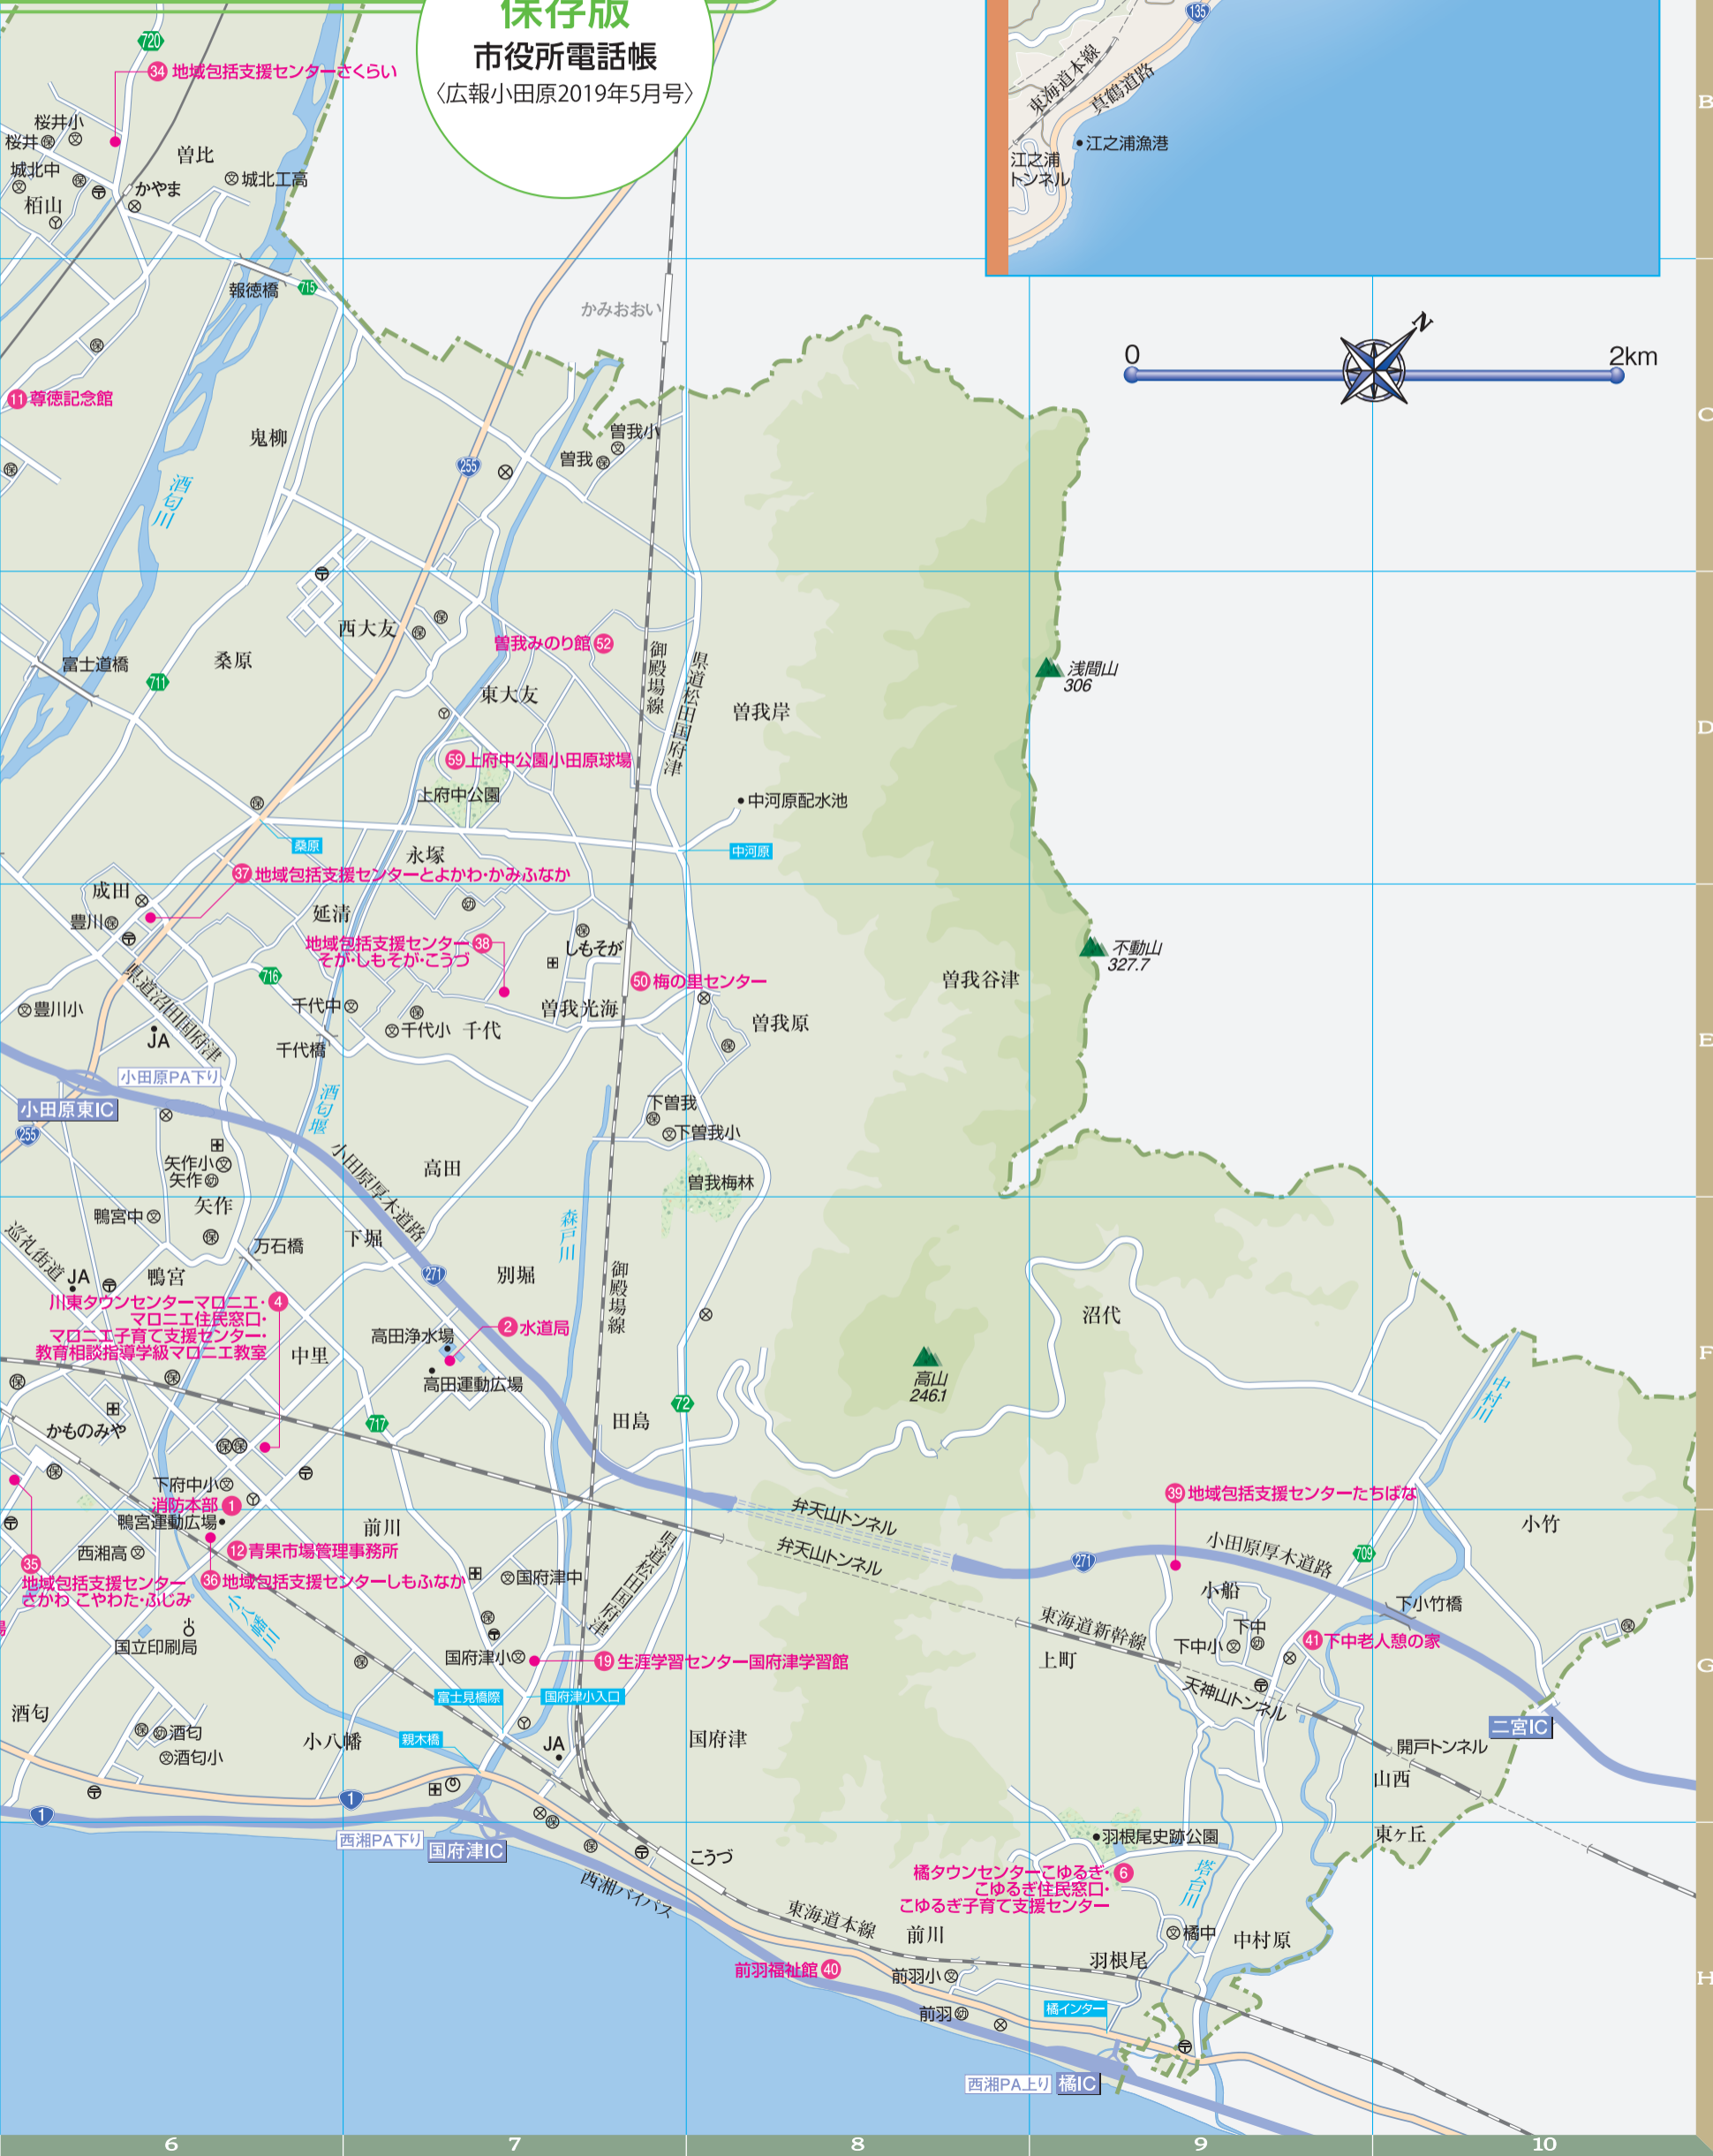 保存版
市役所電話帳
〈広報小田原2019年5月号〉
720
34 地域包括支援センターさくらい
桜井小
桜井
城北中
栢山
かやま
曽比
城北工高
報徳橋
715
かみおおい
135
東海道本線
真鶴道路
江之浦漁港
江之浦
トンネル
B
0
2km
N
11 尊徳記念館
鬼柳
酒匂川
255
曽我小
曽我
C
西大友
桑原
富士道橋
711
曽我みのり館 52
東大友
御殿場線
県道松田国府津
曽我岸
浅間山
306
D
59 上府中公園小田原球場
上府中公園
中河原配水池
桑原
中河原
永塚
37 地域包括支援センターとよかわ・かみふなか
成田
豊川
延清
地域包括支援センター 38
そが・しもそが・こうづ
しもそが
50 梅の里センター
曽我谷津
不動山
327.7
716
県道沼田国府津
豊川小
JA
千代中
千代小
千代
千代橋
曽我光海
曽我原
E
小田原PA下り
小田原東IC
255
酒匂堰
下曽我
下曽我小
矢作小
矢作
矢作
小田原厚木道路
高田
曽我梅林
鴨宮中
巡礼街道
JA
鴨宮
万石橋
下堀
271
別堀
森戸川
御殿場線
川東タウンセンターマロニエ・ 4
マロニエ住民窓口・
マロニエ子育て支援センター・
教育相談指導学級マロニエ教室
中里
高田浄水場
2 水道局
高田運動広場
沼代
高山
246.1
F
中村川
かものみや
717
72
田島
下府中小
消防本部 1
鴨宮運動広場
前川
弁天山トンネル
弁天山トンネル
39 地域包括支援センターたちばな
小竹
西湘高
12 青果市場管理事務所
36 地域包括支援センターしもふなか
35
地域包括支援センター
さかわ こやわた・ふじみ
国府津中
県道松田国府津
271
小田原厚木道路
709
小船
下小竹橋
小八幡川
国立印刷局
国府津小
19 生涯学習センター国府津学習館
東海道新幹線
上町
下中
下中小
41 下中老人憩の家
G
富士見橋際
国府津小入口
天神山トンネル
二宮IC
酒匂
酒匂
酒匂小
小八幡
親木橋
JA
国府津
開戸トンネル
山西
1
1
西湘PA下り
国府津IC
こうづ
羽根尾史跡公園
東ヶ丘
西湘バイパス
橘タウンセンターこゆるぎ・ 6
こゆるぎ住民窓口・
こゆるぎ子育て支援センター
塔台川
東海道本線
前川
橘中
中村原
羽根尾
前羽福祉館 40
前羽小
前羽
橘インター
H
西湘PA上り
橘IC
6
7
8
9
10